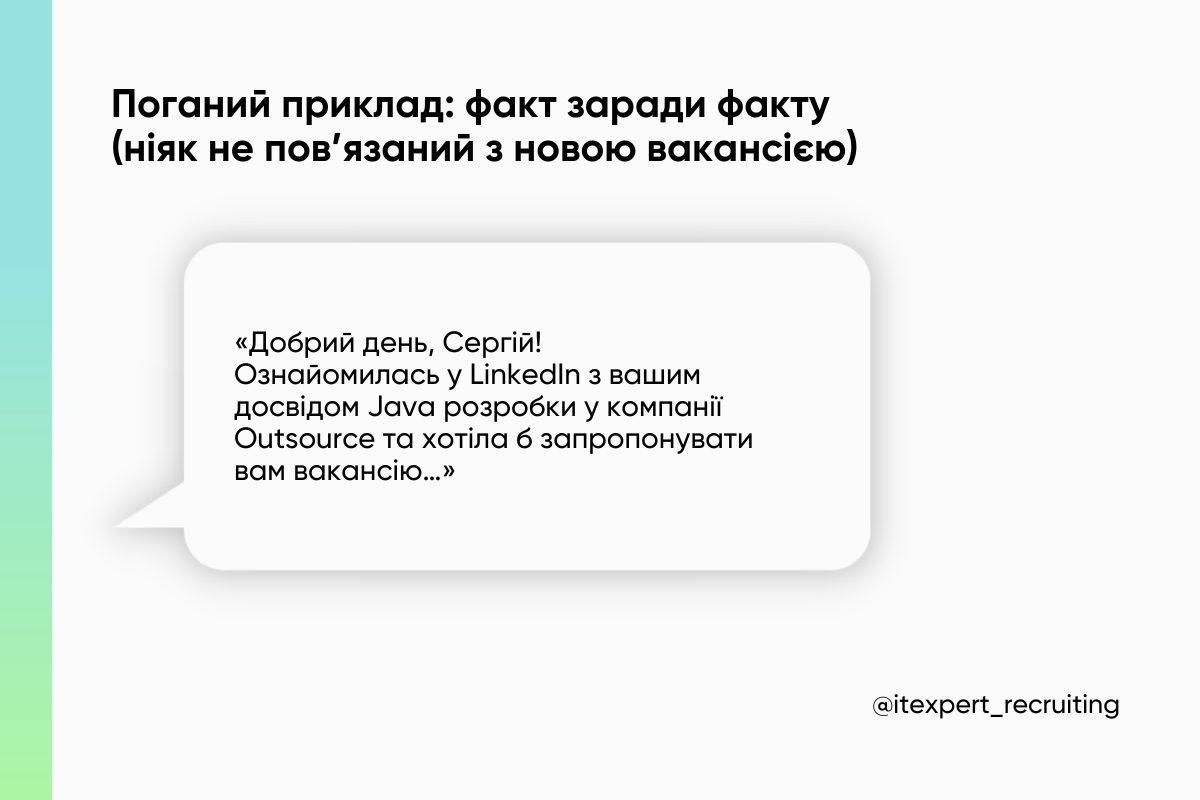 Поганий приклад: факт заради факту
(ніяк не пов’язаний з новою вакансією)
«Добрий день, Сергій!
Ознайомилась у LinkedIn з вашим
досвідом Java розробки у компанії
Outsource та хотіла б запропонувати
вам вакансію...»
@itexpert_recruiting